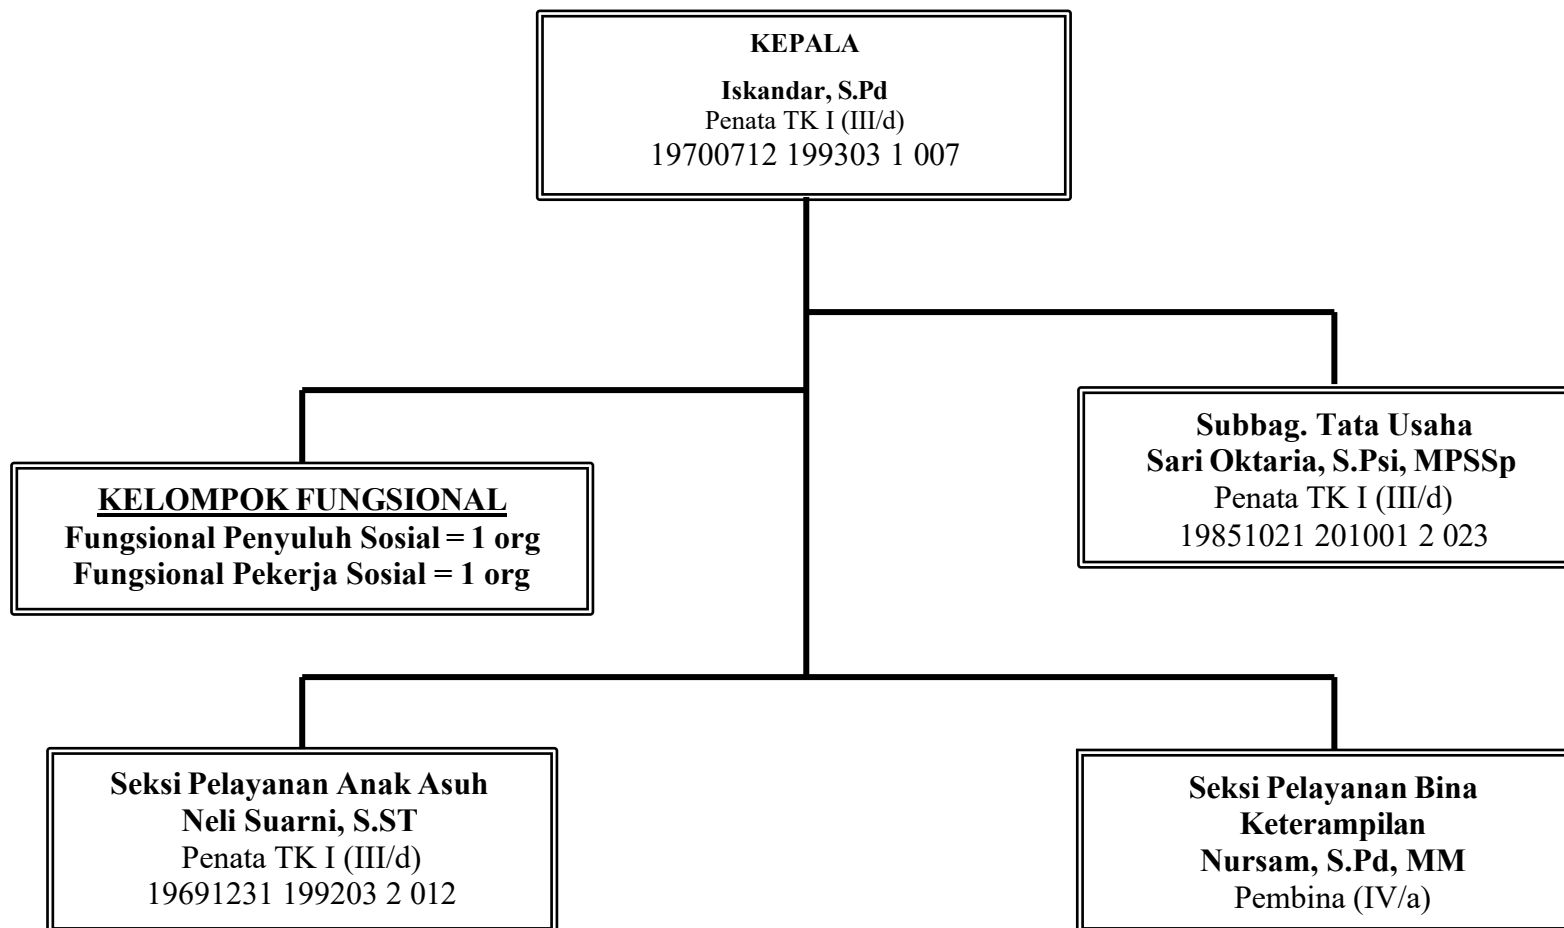 KEPALA
Iskandar, S.Pd
Penata TK I (III/d)
19700712 199303 1 007
Subbag. Tata Usaha
Sari Oktaria, S.Psi, MPSSp
Penata TK I (III/d)
19851021 201001 2 023
KELOMPOK FUNGSIONAL
Fungsional Penyuluh Sosial = 1 org
Fungsional Pekerja Sosial = 1 org
Seksi Pelayanan Anak Asuh
Neli Suarni, S.ST
Penata TK I (III/d)
19691231 199203 2 012
Seksi Pelayanan Bina
Keterampilan
Nursam, S.Pd, MM
Pembina (IV/a)